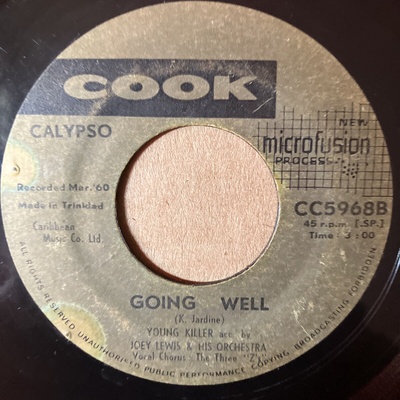 COOK
CALYPSO
NEW
microfusion
PROCESS
Recorded Mar.'60
Made in Trinidad
Caribbean
Music Co. Ltd.
CC5968B
45 r.p.m [.SP.]
Time - 3 : 00
GOING WELL
(K. Jardine)
YOUNG KILLER acc. by
JOEY LEWIS & HIS ORCHESTRA
Vocal Chorus : The Three "Z's"
ALL RIGHTS RESERVED UNAUTHORISED PUBLIC PERFORMANCE COPYING, BROADCASTING FORBIDDEN